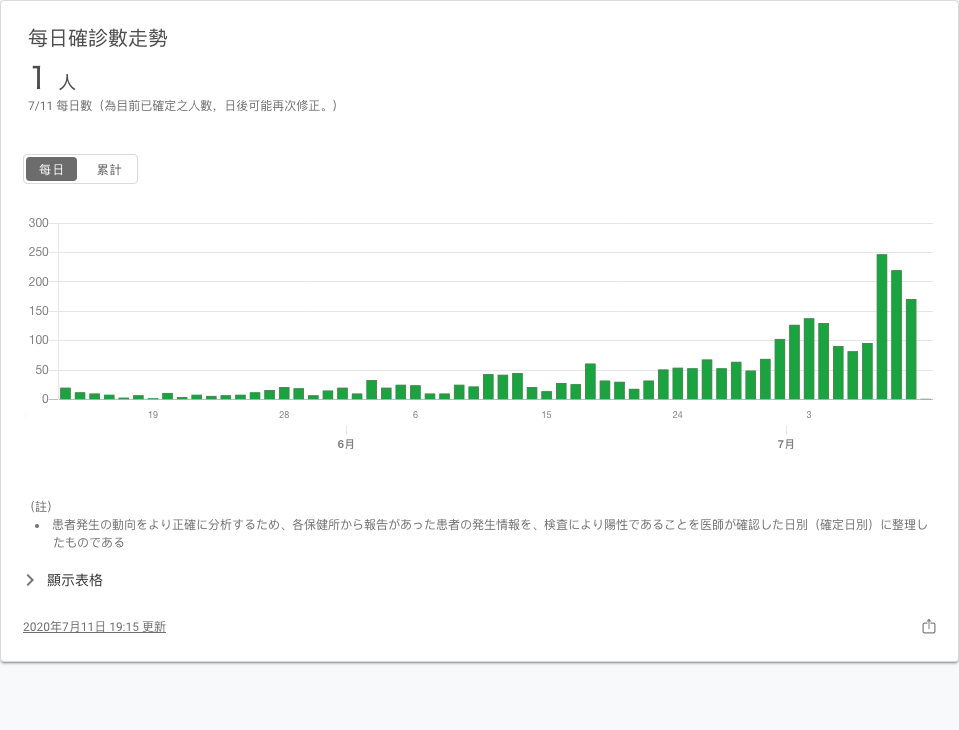 每日確診數走勢
1 人
7/11 每日數（為目前已確定之人數，日後可能再次修正。）
每日 累計
300
250
200
150
100
50
0
19 28 6 15 24 3
6月 7月
（註）
• 患者発生の動向をより正確に分析するため、各保健所から報告があった患者の発生情報を、検査により陽性であることを医師が確認した日別（確定日別）に整理し
たものである
顯示表格
2020年7月11日 19:15 更新